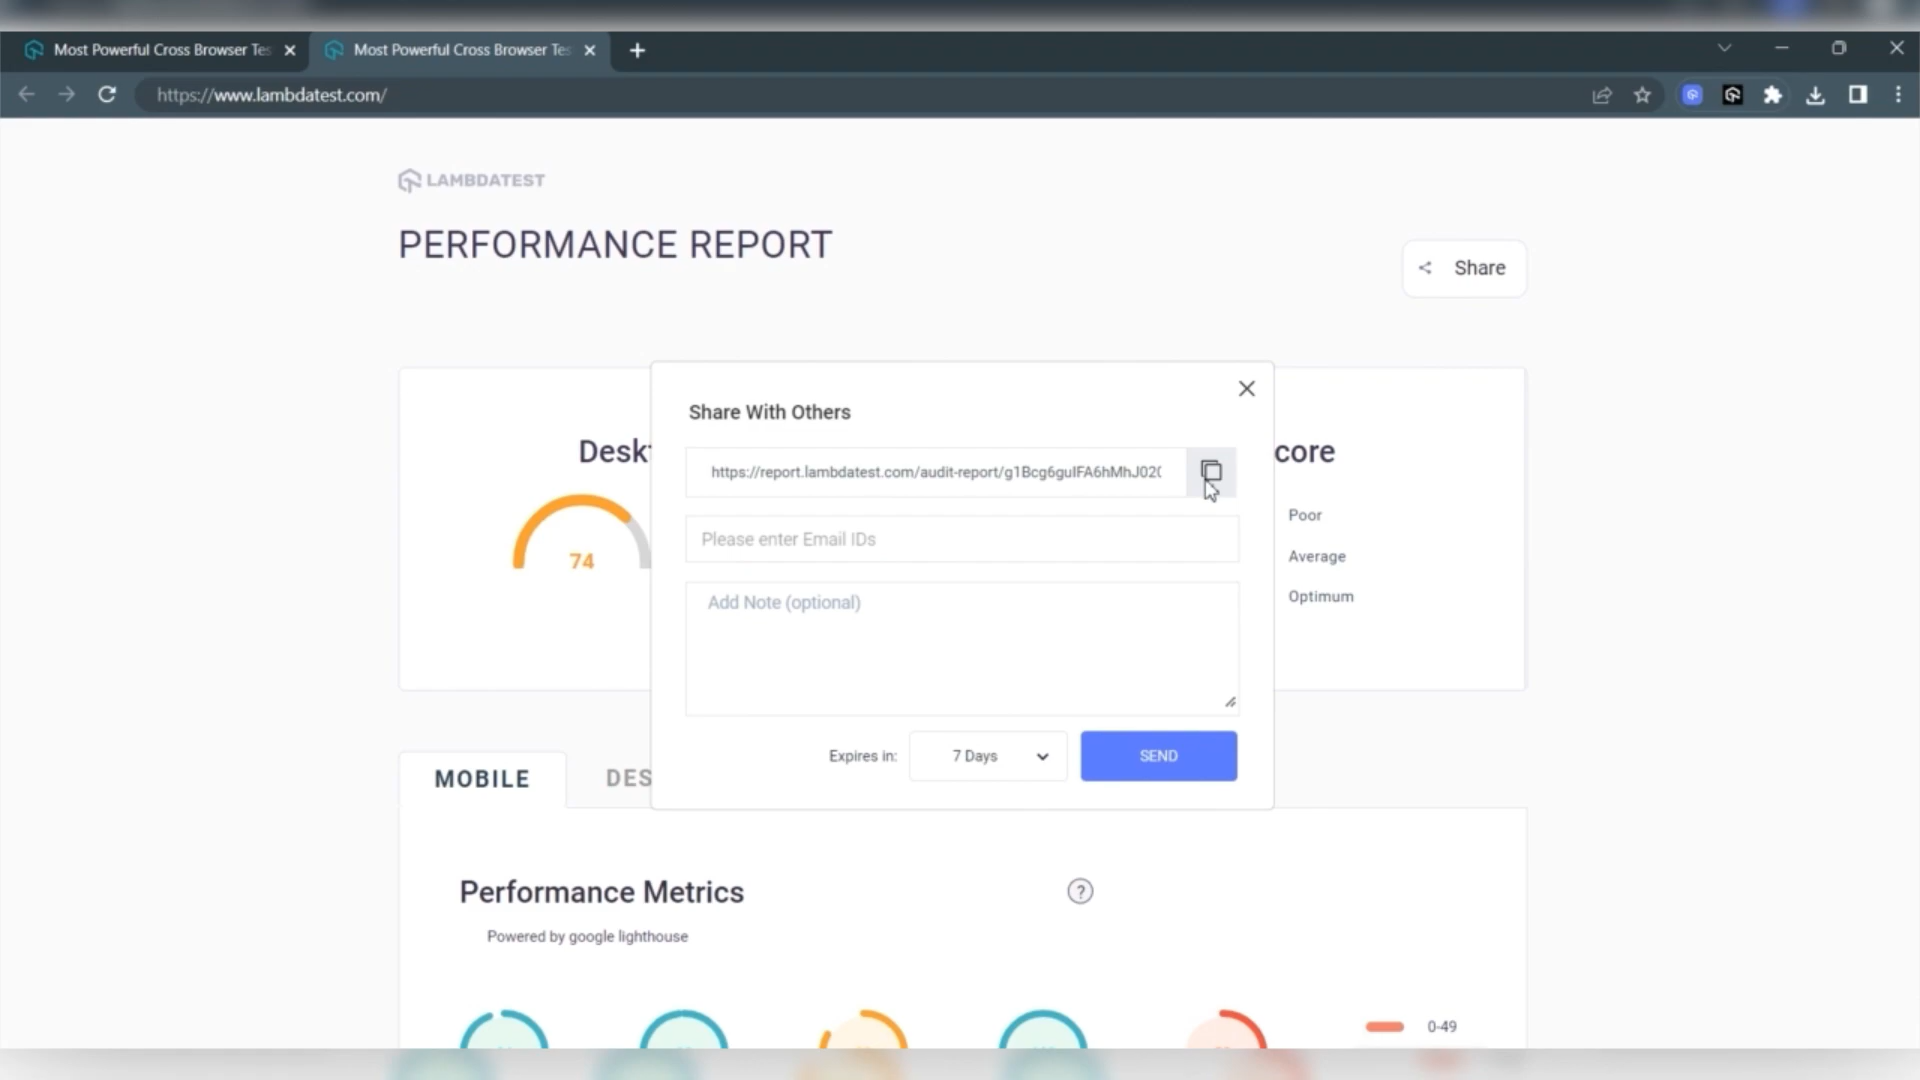 Most Powerful Cross Browser Tes
Most Powerful Cross Browser Tes
https://www.lambdatest.com/
LAMBDATEST
PERFORMANCE REPORT
Share
Share With Others
Deskt
core
https://report.lambdatest.com/audit-report/g1Bcg6gulFA6hMhJ02(
Poor
74
Please enter Email IDs
Average
Optimum
Add Note (optional)
Expires in:
7 Days
SEND
MOBILE
DES
Performance Metrics
?
Powered by google lighthouse
0-49